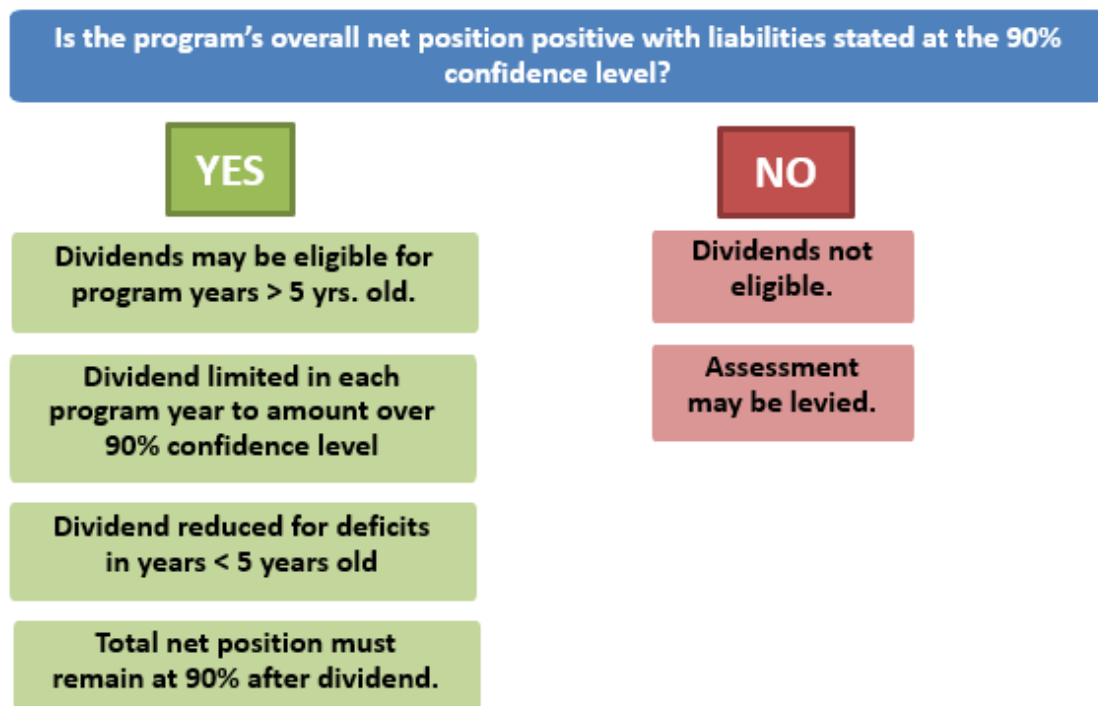 Is the program's overall net position positive with liabilities stated at the 90%
confidence level?
YES
Dividends may be eligible for
program years > 5 yrs. old.
Dividend limited in each
program year to amount over
90% confidence level
Dividend reduced for deficits
in years < 5 years old
Total net position must
remain at 90% after dividend.
NO
Dividends not
eligible.
Assessment
may be levied.